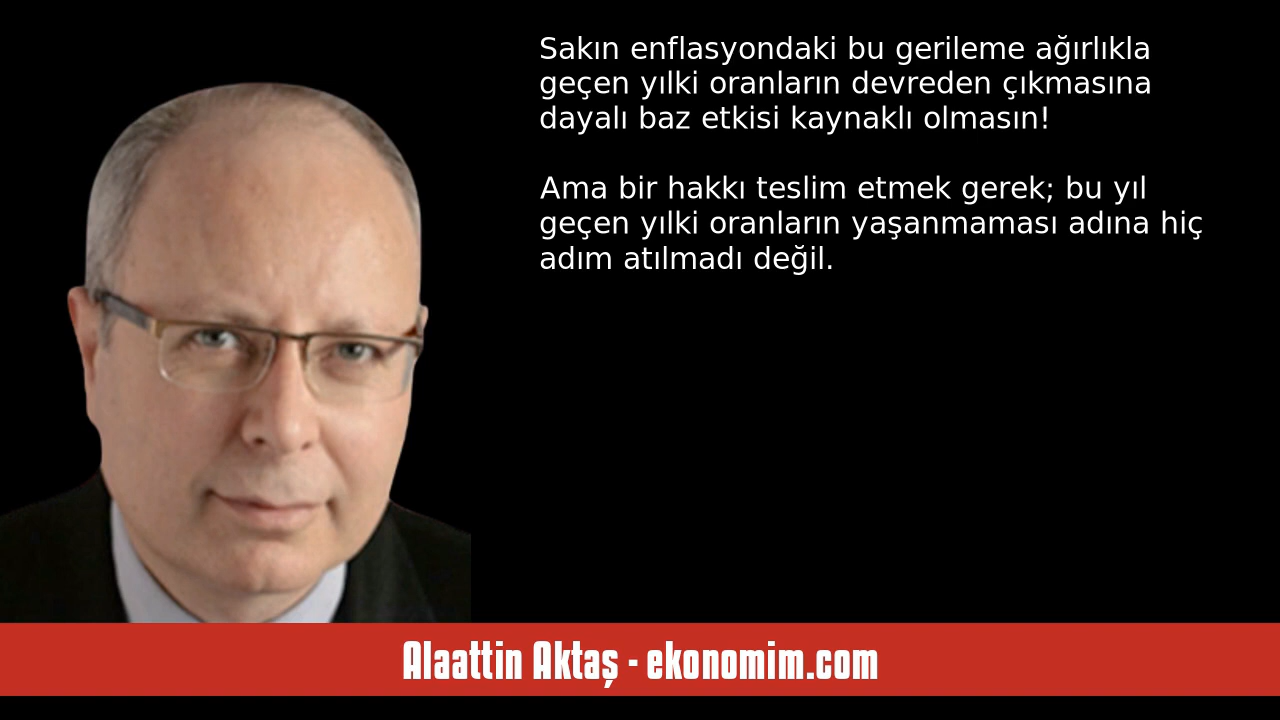 Sakın enflasyondaki bu gerileme ağırlıkla
geçen yılki oranların devreden çıkmasına
dayalı baz etkisi kaynaklı olmasın!
Ama bir hakkı teslim etmek gerek; bu yıl
geçen yılki oranların yaşanmaması adına hiç
adım atılmadı değil.
Alaattin Aktaş - ekonomim.com